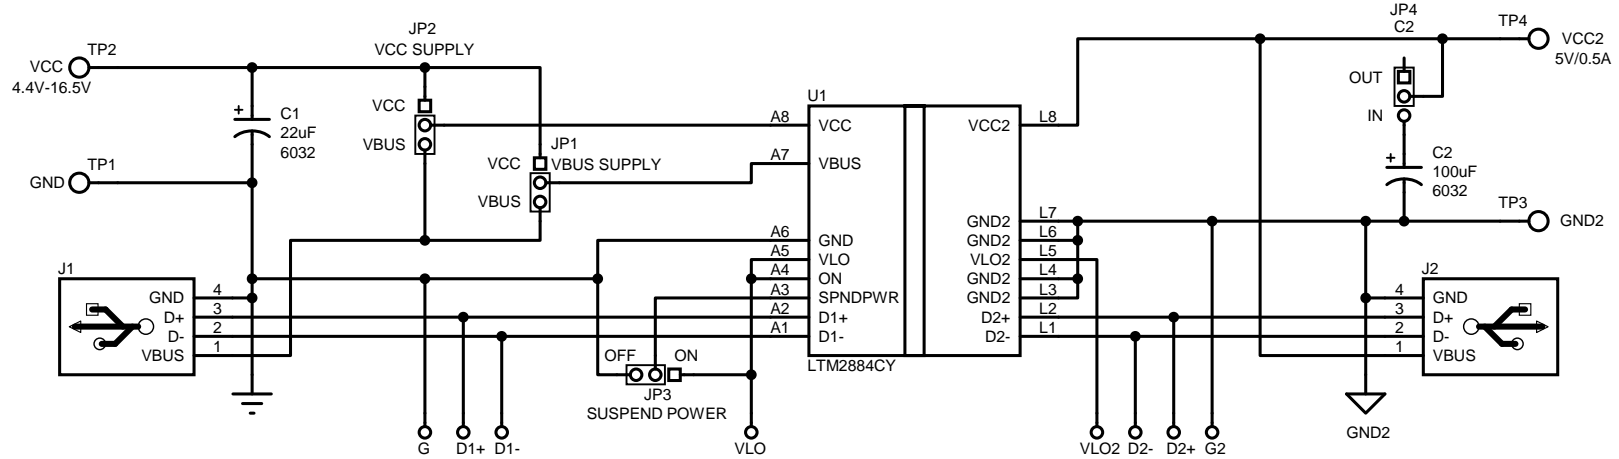 JP2
VCC SUPPLY
JP4
C2
TP2
VCC
4.4V-16.5V
TP4
VCC2
5V/0.5A
OUT
IN
+
C1
22uF
6032
VCC
VBUS
JP1
VBUS SUPPLY
VCC
VBUS
U1
A8
VCC
A7
VBUS
A6
GND
A5
VLO
A4
ON
A3
SPNDPWR
A2
D1+
A1
D1-
VCC2
L8
GND2
L7
GND2
L6
VLO2
L5
GND2
L4
GND2
L3
D2+
L2
D2-
L1
LTM2884CY
+
C2
100uF
6032
TP1
GND
TP3
GND2
J1
GND
4
D+
3
D-
2
VBUS
1
J2
4
GND
3
D+
2
D-
1
VBUS
OFF
ON
JP3
SUSPEND POWER
G
D1+
D1-
VLO
VLO2
D2-
D2+
G2
GND2